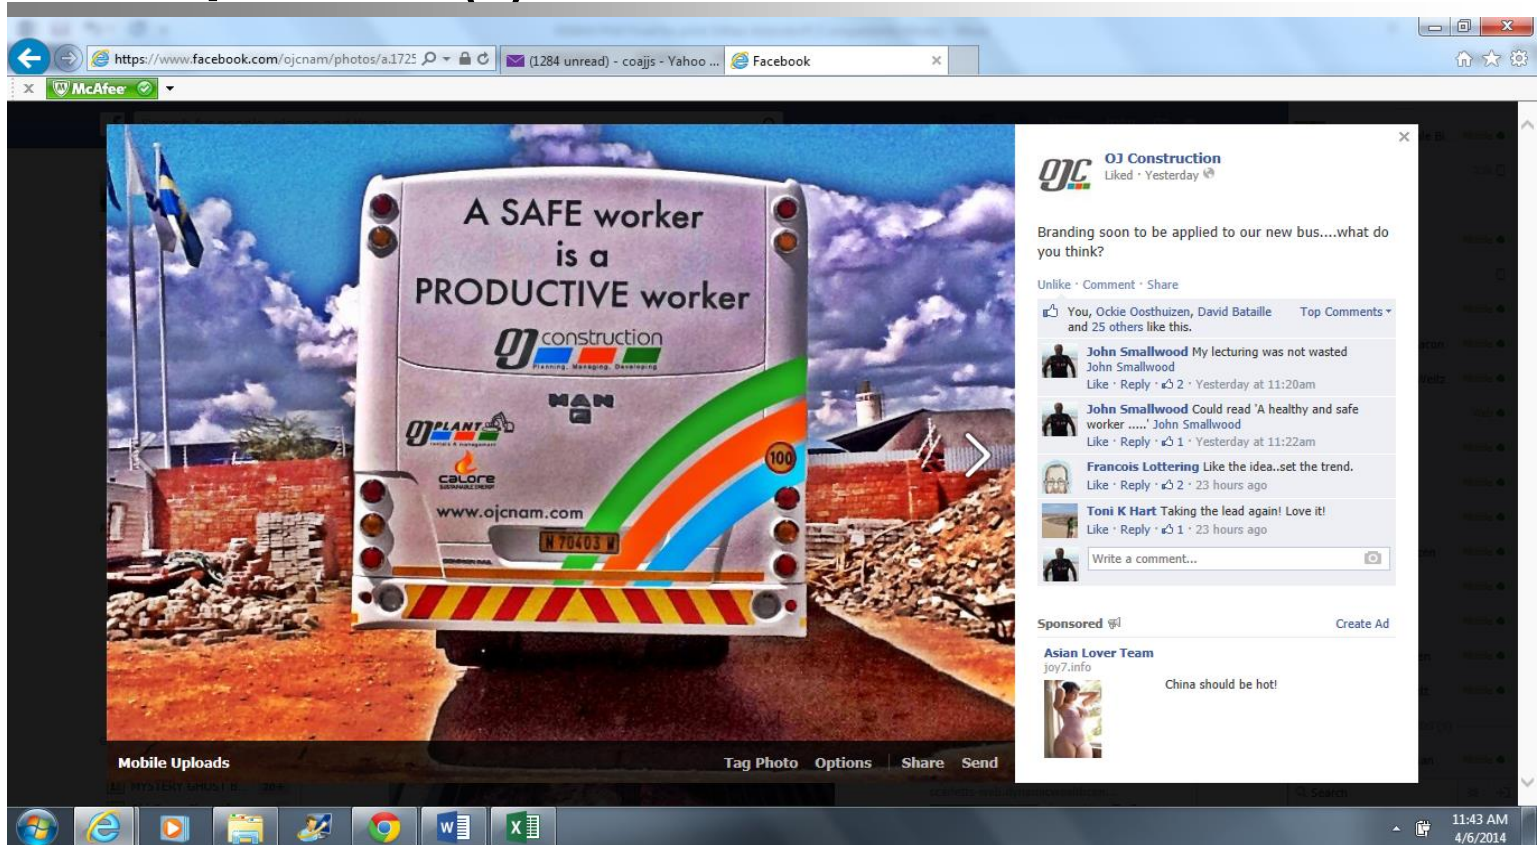 https://www.facebook.com/ojcnam/photos/a.1725
(1284 unread) - coajjs - Yahoo ...
Facebook
McAfee
A SAFE worker
is a
PRODUCTIVE worker
OJ construction
Planning, Managing, Developing
MAN
OJ PLANT
rentals & management
100
CALORE
SUSTAINABLE ENERGY
www.ojcnam.com
N 70403 W
Mobile Uploads
Tag Photo Options Share Send
OJC
OJ Construction
Liked · Yesterday
Branding soon to be applied to our new bus....what do
you think?
Unlike · Comment · Share
You, Ockie Oosthuizen, David Bataille Top Comments
and 25 others like this.
John Smallwood My lecturing was not wasted
John Smallwood
Like · Reply · 2 · Yesterday at 11:20am
John Smallwood Could read 'A healthy and safe
worker .....' John Smallwood
Like · Reply · 1 · Yesterday at 11:22am
Francois Lottering Like the idea..set the trend.
Like · Reply · 2 · 23 hours ago
Toni K Hart Taking the lead again! Love it!
Like · Reply · 1 · 23 hours ago
Write a comment...
Sponsored Create Ad
Asian Lover Team
joy7.info
China should be hot!
Search
11:43 AM
4/6/2014